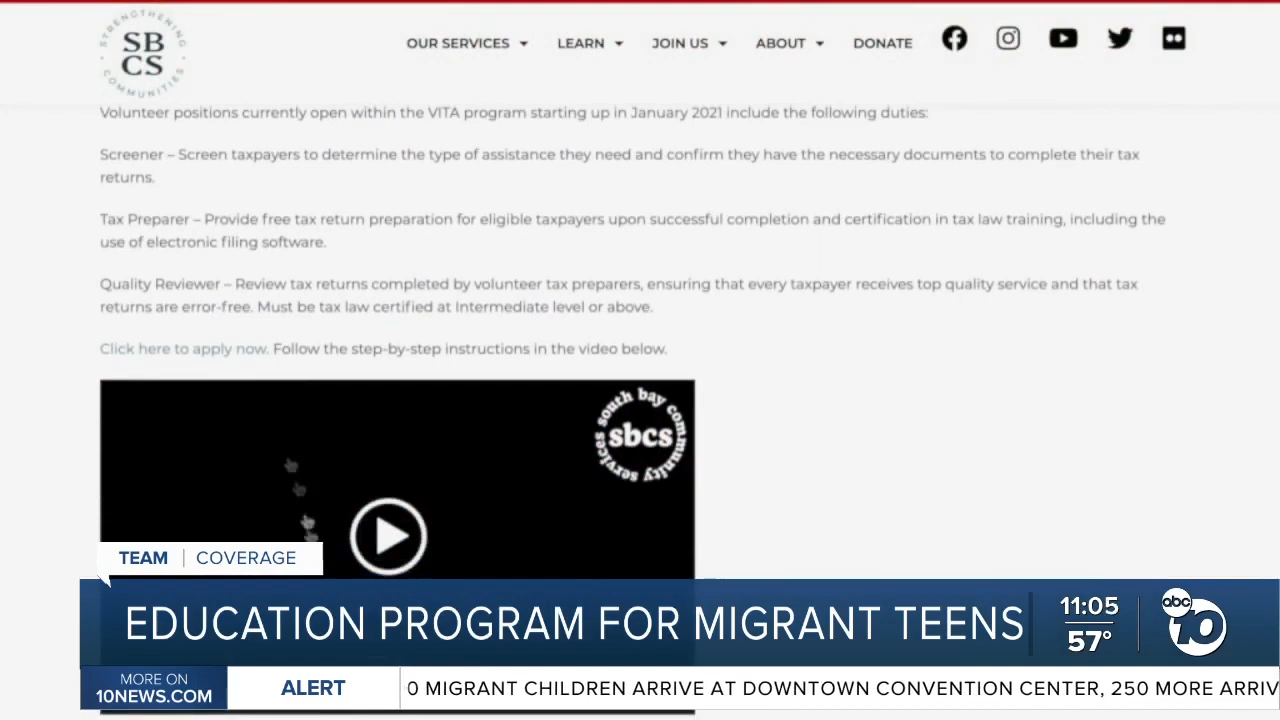 STRENGTHENING
SB
CS
COMMUNITIES
OUR SERVICES
LEARN
JOIN US
ABOUT
DONATE
Volunteer positions currently open within the VITA program starting up in January 2021 include the following duties:
Screener – Screen taxpayers to determine the type of assistance they need and confirm they have the necessary documents to complete their tax
returns.
Tax Preparer – Provide free tax return preparation for eligible taxpayers upon successful completion and certification in tax law training, including the
use of electronic filing software.
Quality Reviewer – Review tax returns completed by volunteer tax preparers, ensuring that every taxpayer receives top quality service and that tax
returns are error-free. Must be tax law certified at Intermediate level or above.
Click here to apply now. Follow the step-by-step instructions in the video below.
south bay community services
sbcs
TEAM | COVERAGE
EDUCATION PROGRAM FOR MIGRANT TEENS
11:05
57°
abc
10
MORE ON
10NEWS.COM
ALERT
0 MIGRANT CHILDREN ARRIVE AT DOWNTOWN CONVENTION CENTER, 250 MORE ARRIV